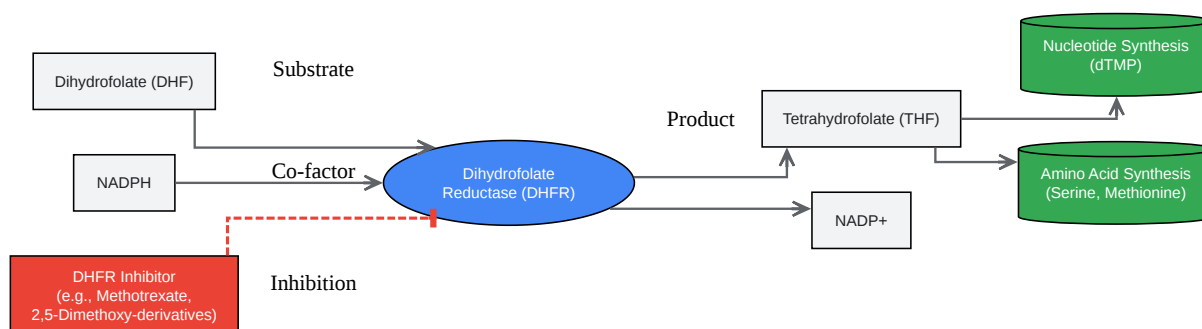 Dihydrofolate (DHF)
Substrate
NADPH
Co-factor
DHFR Inhibitor
(e.g., Methotrexate,
2,5-Dimethoxy-derivatives)
Inhibition
Dihydrofolate
Reductase (DHFR)
Product
Tetrahydrofolate (THF)
NADP+
Nucleotide Synthesis
(dTMP)
Amino Acid Synthesis
(Serine, Methionine)